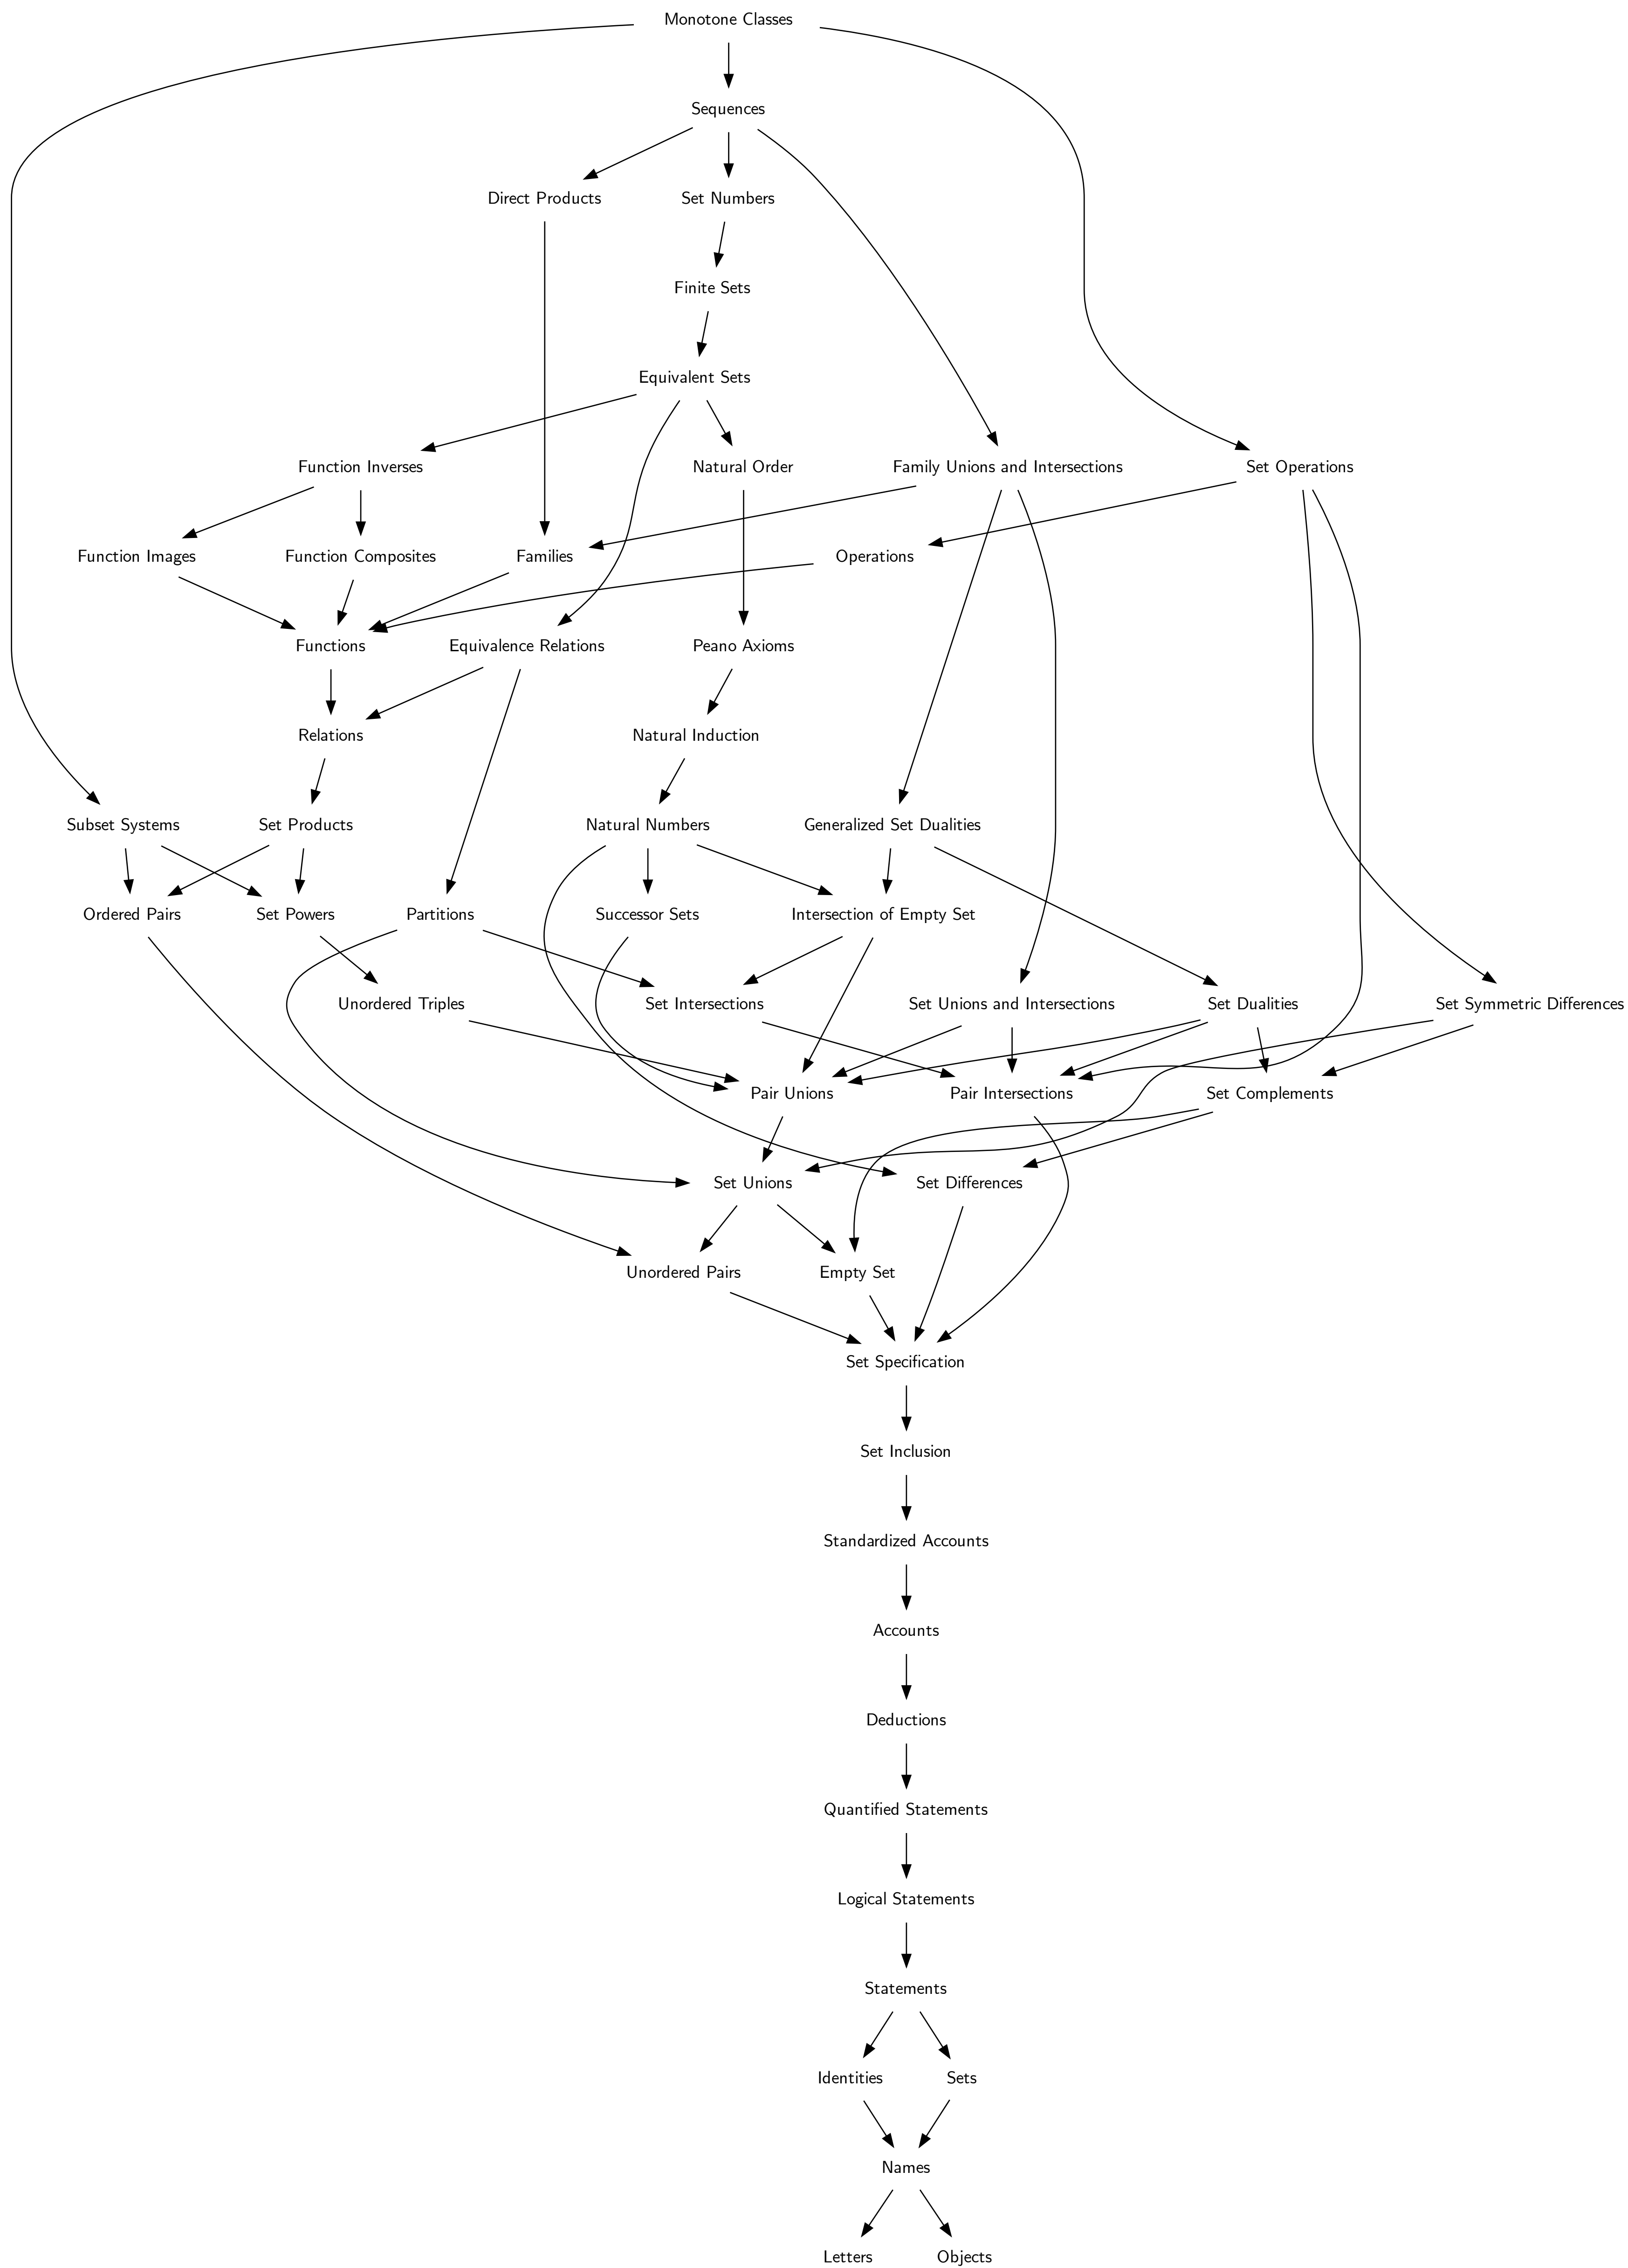 Monotone Classes
Sequences
Direct Products
Set Numbers
Finite Sets
Equivalent Sets
Function Inverses
Natural Order
Family Unions and Intersections
Set Operations
Function Images
Function Composites
Families
Operations
Functions
Equivalence Relations
Peano Axioms
Relations
Natural Induction
Subset Systems
Set Products
Natural Numbers
Generalized Set Dualities
Ordered Pairs
Set Powers
Partitions
Successor Sets
Intersection of Empty Set
Unordered Triples
Set Intersections
Set Unions and Intersections
Set Dualities
Set Symmetric Differences
Pair Unions
Pair Intersections
Set Complements
Set Unions
Set Differences
Unordered Pairs
Empty Set
Set Specification
Set Inclusion
Standardized Accounts
Accounts
Deductions
Quantified Statements
Logical Statements
Statements
Identities
Sets
Names
Letters
Objects